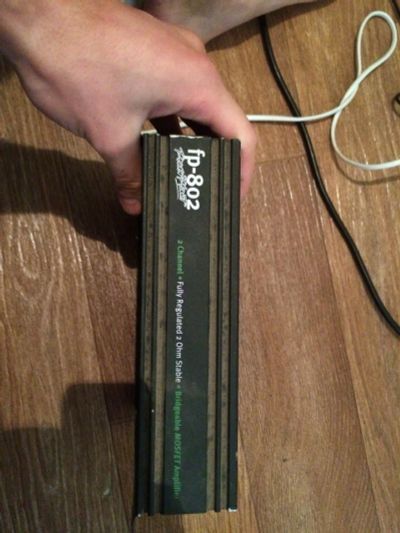 fp-802
2 Channel • Fully Regulated 2 Ohm Stable • Bridgeable MOSFET Amplifier